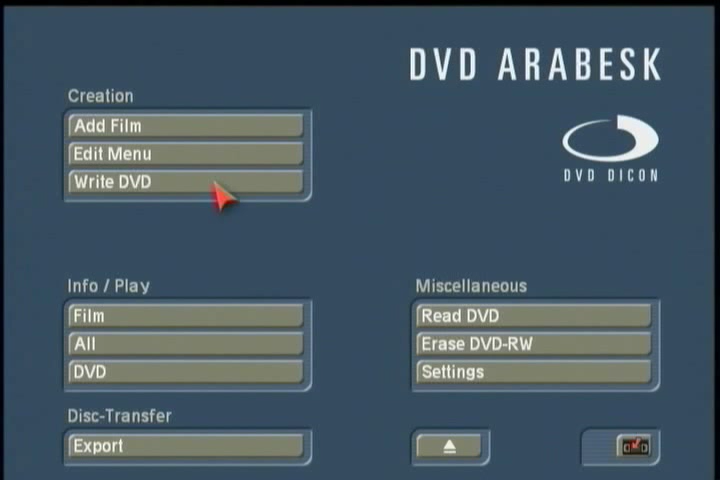 DVD ARABESK
DVD DICON
Creation
Add Film
Edit Menu
Write DVD
Info / Play
Film
All
DVD
Miscellaneous
Read DVD
Erase DVD-RW
Settings
Disc-Transfer
Export